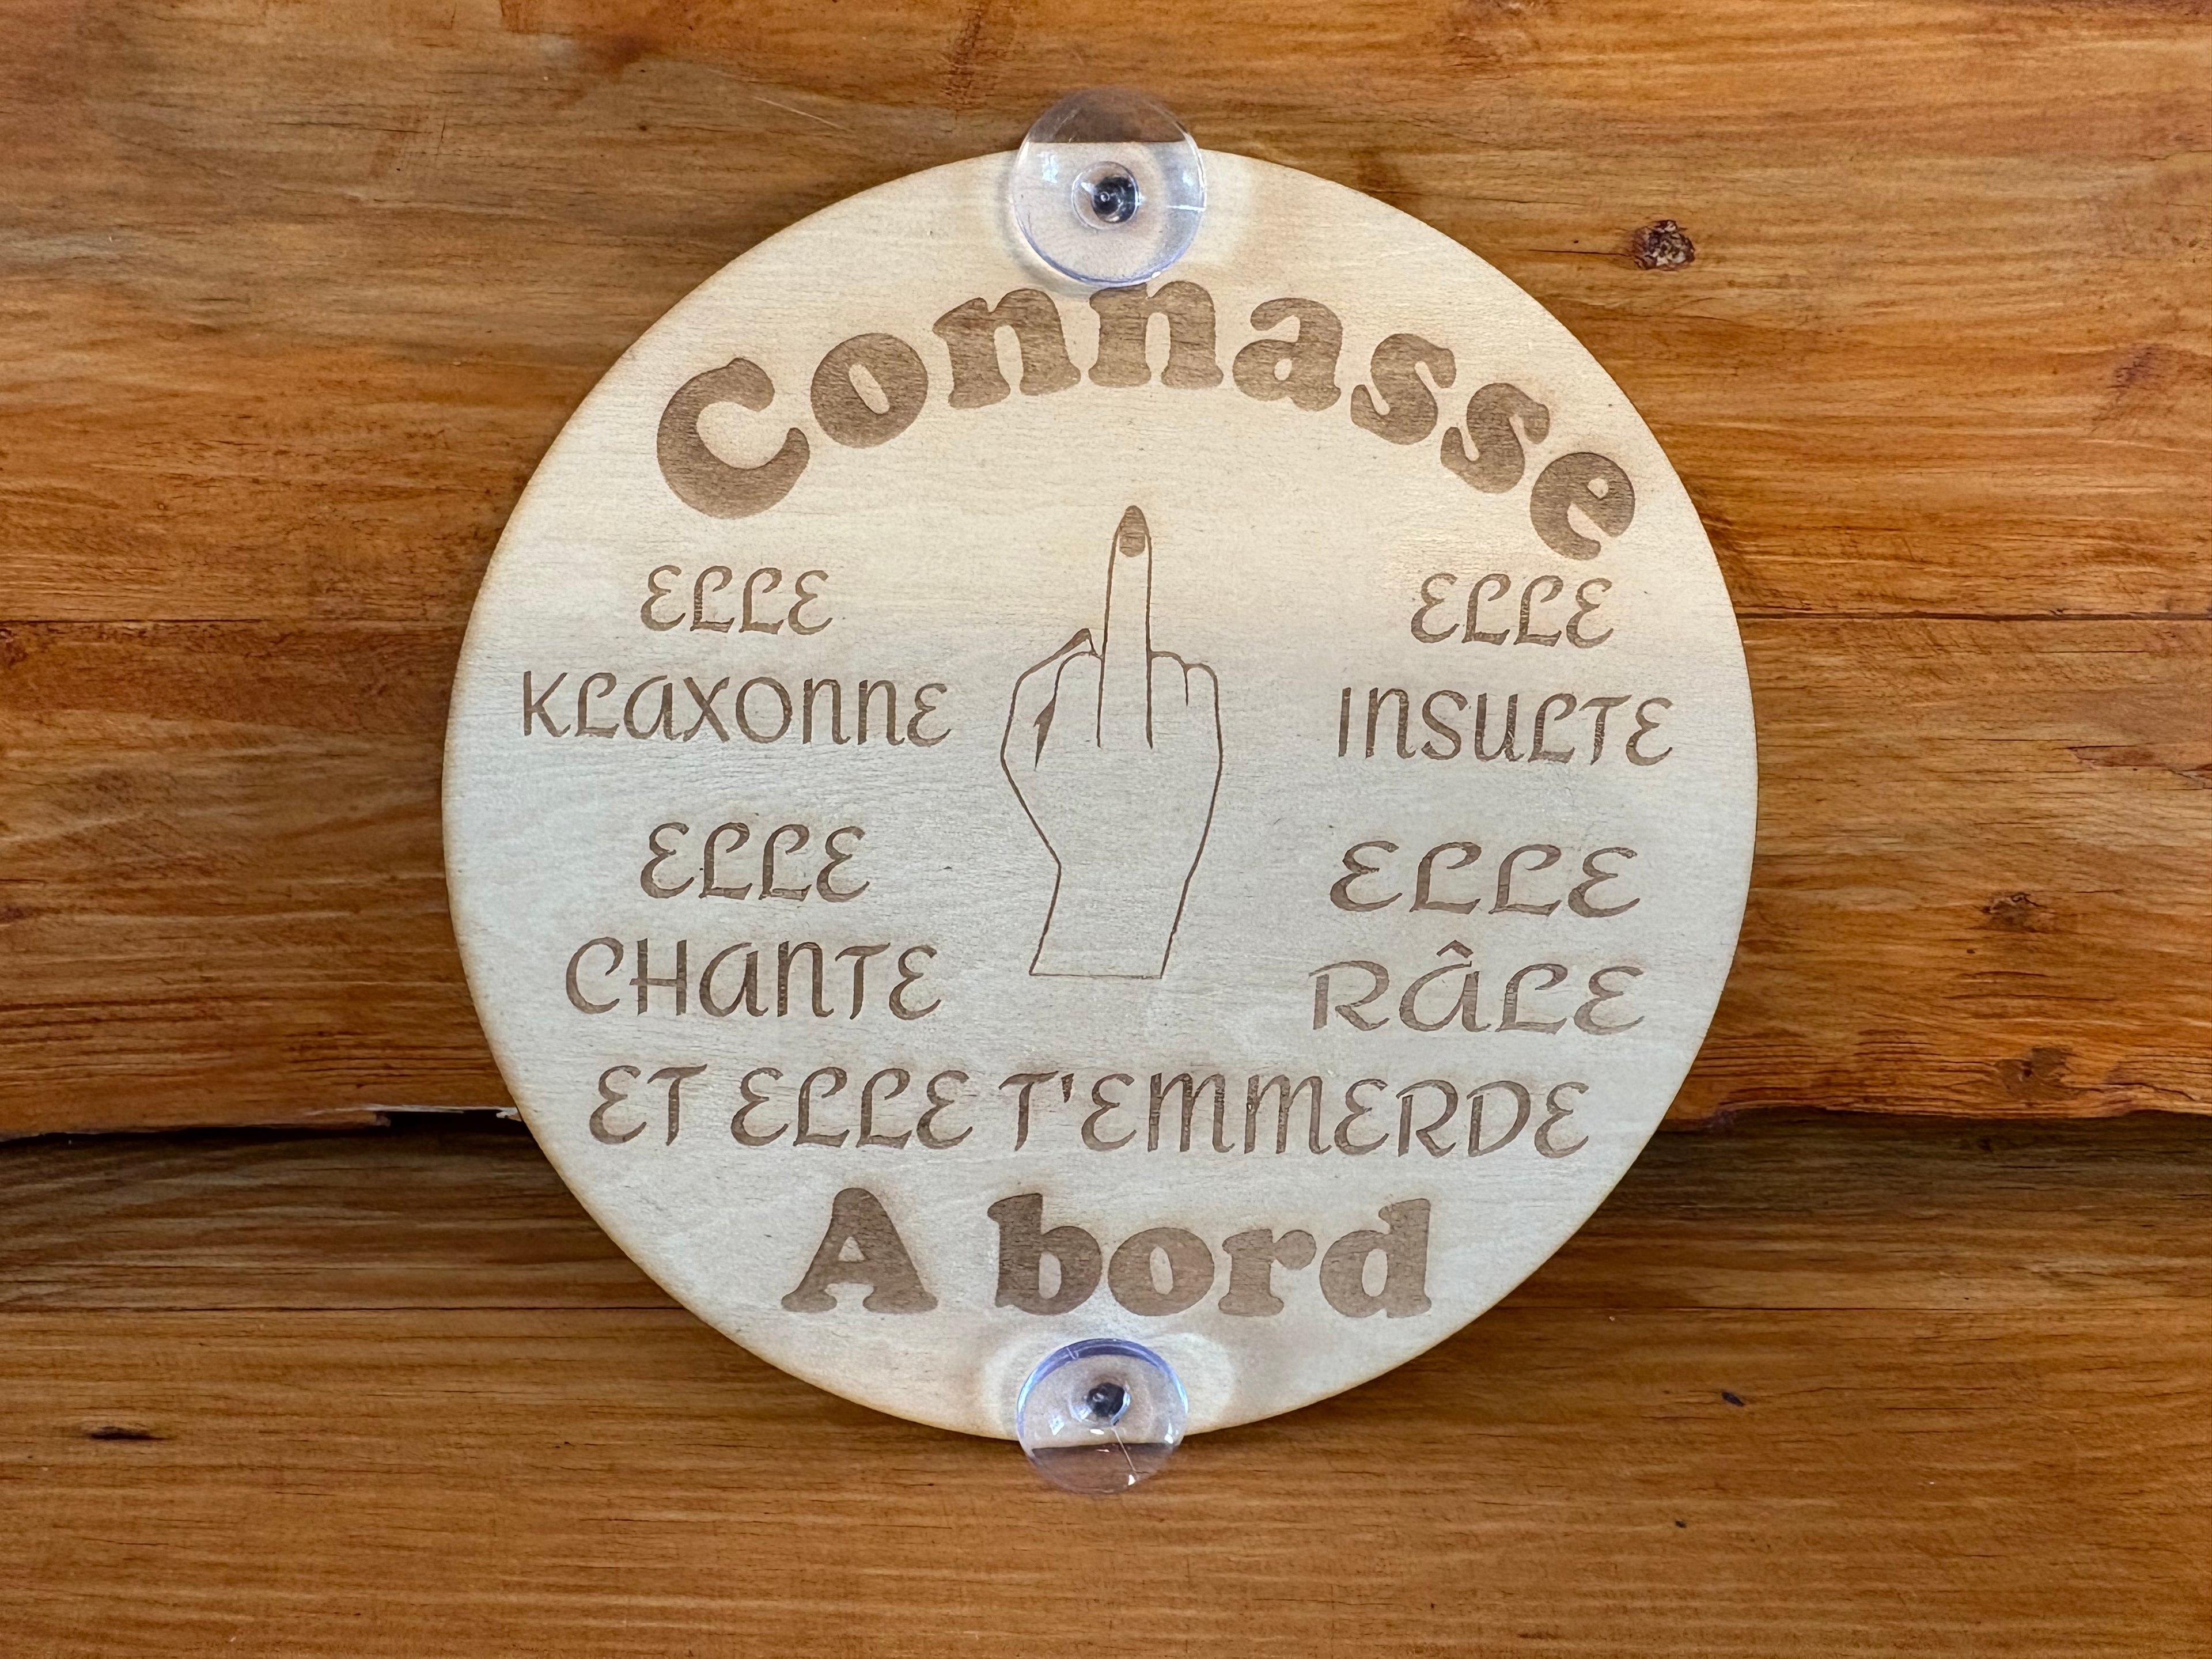 Connasse
ELLE
KLAXONNE
ELLE
INSULTE
ELLE
CHANTE
ELLE
RÂLE
ET ELLE T'EMMERDE
A bord